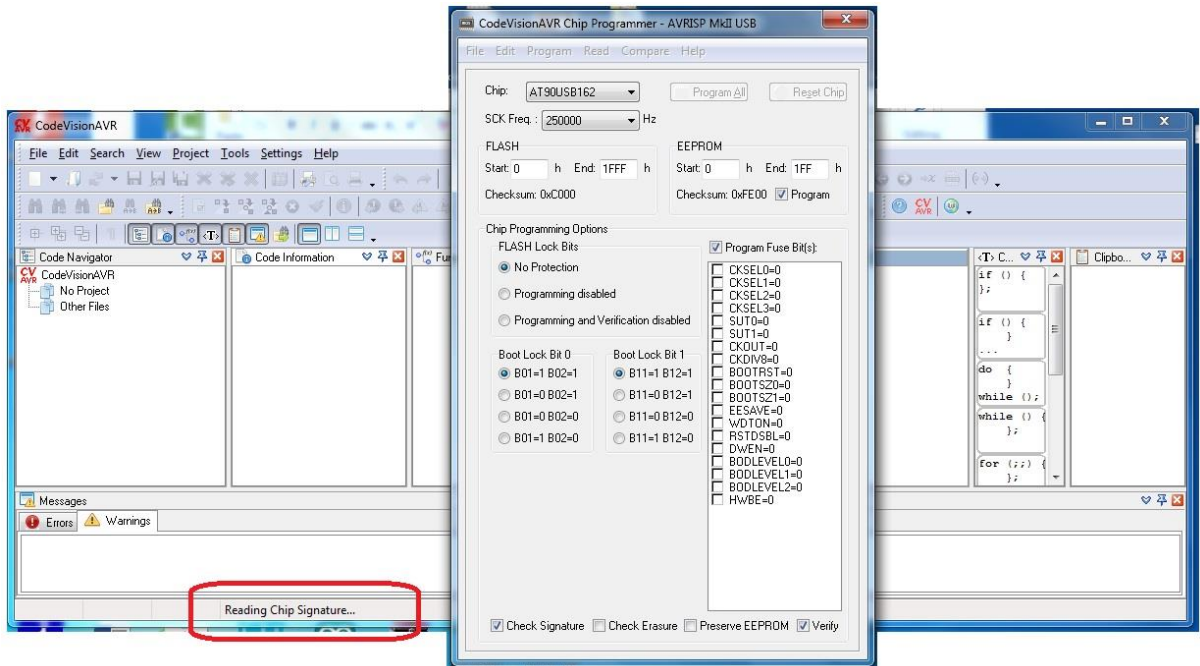 CodeVisionAVR Chip Programmer - AVRISP MkII USB
File Edit Program Read Compare Help
Chip: AT90USB162 Program All Reset Chip
SCK Freq. : 250000 Hz
FLASH
Start: 0 h End: 1FFF h
Checksum: 0xC000
EEPROM
Start: 0 h End: 1FF h
Checksum: 0xFE00 Program
Chip Programming Options
FLASH Lock Bits
No Protection
Programming disabled
Programming and Verification disabled
Boot Lock Bit 0
B01=1 B02=1
B01=0 B02=1
B01=0 B02=0
B01=1 B02=0
Boot Lock Bit 1
B11=1 B12=1
B11=0 B12=1
B11=0 B12=0
B11=1 B12=0
Program Fuse Bit(s):
CKSEL0=0
CKSEL1=0
CKSEL2=0
CKSEL3=0
SUT0=0
SUT1=0
CKOUT=0
CKDIV8=0
BOOTRST=0
BOOTSZ0=0
BOOTSZ1=0
EESAVE=0
WDTON=0
RSTDSBL=0
DWEN=0
BODLEVEL0=0
BODLEVEL1=0
BODLEVEL2=0
HWBE=0
Check Signature Check Erasure Preserve EEPROM Verify
CodeVisionAVR
File Edit Search View Project Tools Settings Help
Code Navigator
CodeVisionAVR
No Project
Other Files
Code Information
Fu
C...
if () {
};
if () {
}
...
do {
}
while ();
while () {
};
for (;;) {
};
Clipbo...
Messages
Errors Warnings
Reading Chip Signature...